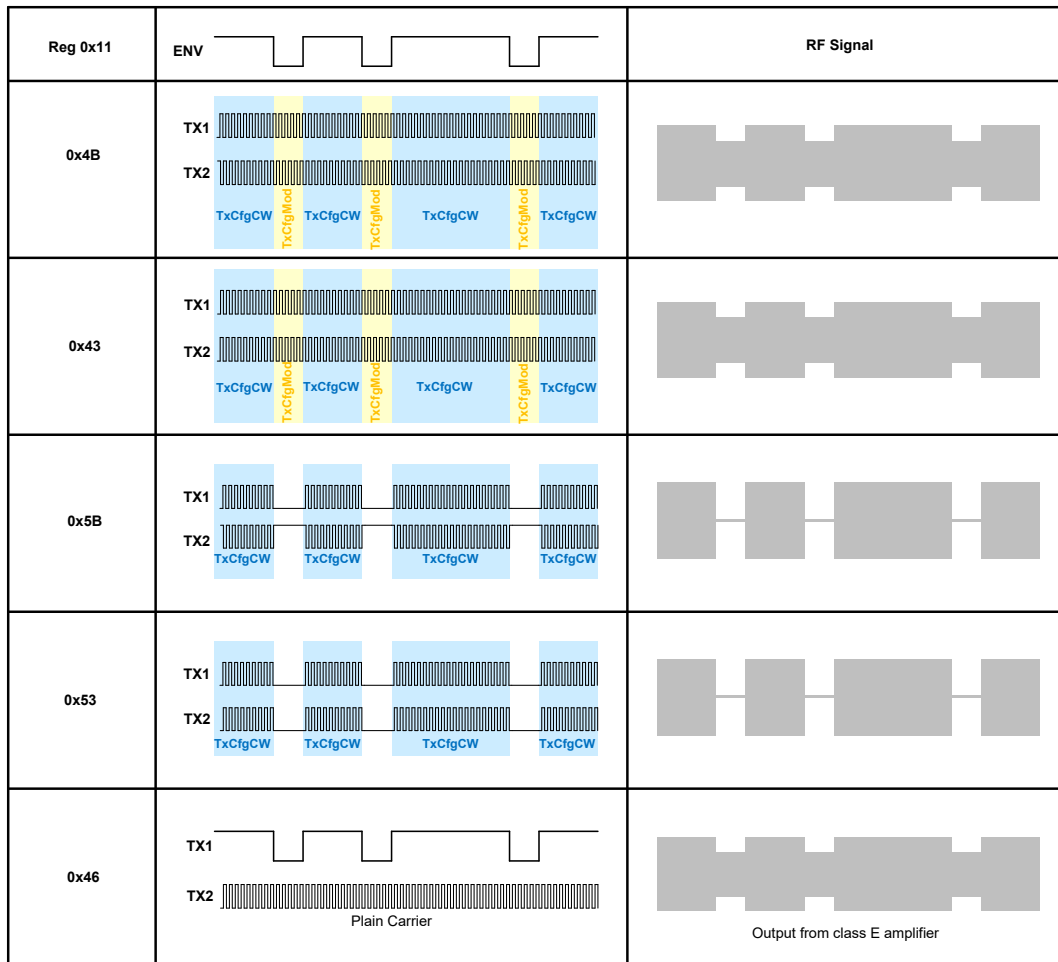 Reg 0x11
ENV
RF Signal
0x4B
TX1
TX2
TxCfgCW TxCfgMod TxCfgCW TxCfgMod TxCfgCW TxCfgMod TxCfgCW
0x43
TX1
TX2
TxCfgCW TxCfgMod TxCfgCW TxCfgMod TxCfgCW TxCfgMod TxCfgCW
0x5B
TX1
TX2
TxCfgCW TxCfgCW TxCfgCW TxCfgCW
0x53
TX1
TX2
TxCfgCW TxCfgCW TxCfgCW TxCfgCW
0x46
TX1
TX2
Plain Carrier
Output from class E amplifier